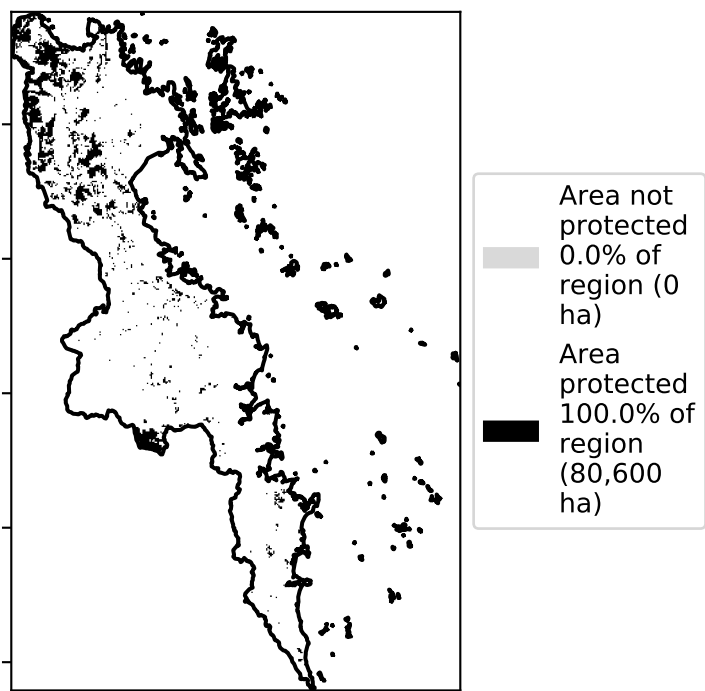 Area not
protected
0.0% of
region (0
ha)
Area
protected
100.0% of
region
(80,600
ha)